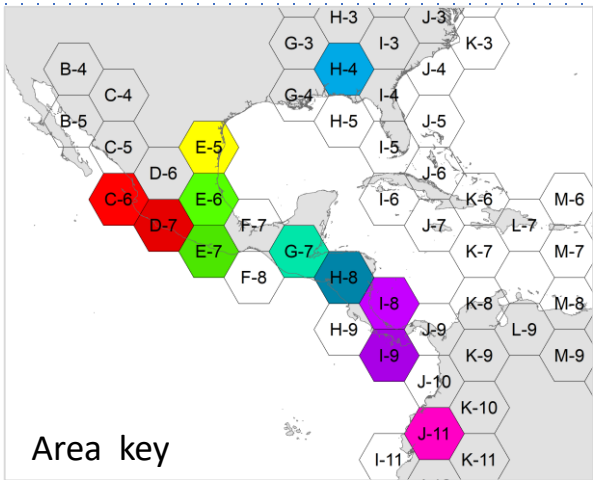 H-3
J-3
G-3
I-3
K-3
B-4
H-4
J-4
C-4
G-4
I-4
B-5
H-5
J-5
C-5
E-5
I-5
D-6
J-6
C-6
E-6
I-6
K-6
M-6
D-7
F-7
J-7
L-7
E-7
G-7
K-7
M-7
F-8
H-8
I-8
K-8
M-8
H-9
J-9
L-9
I-9
K-9
M-9
J-10
K-10
J-11
Area key
I-11
K-11